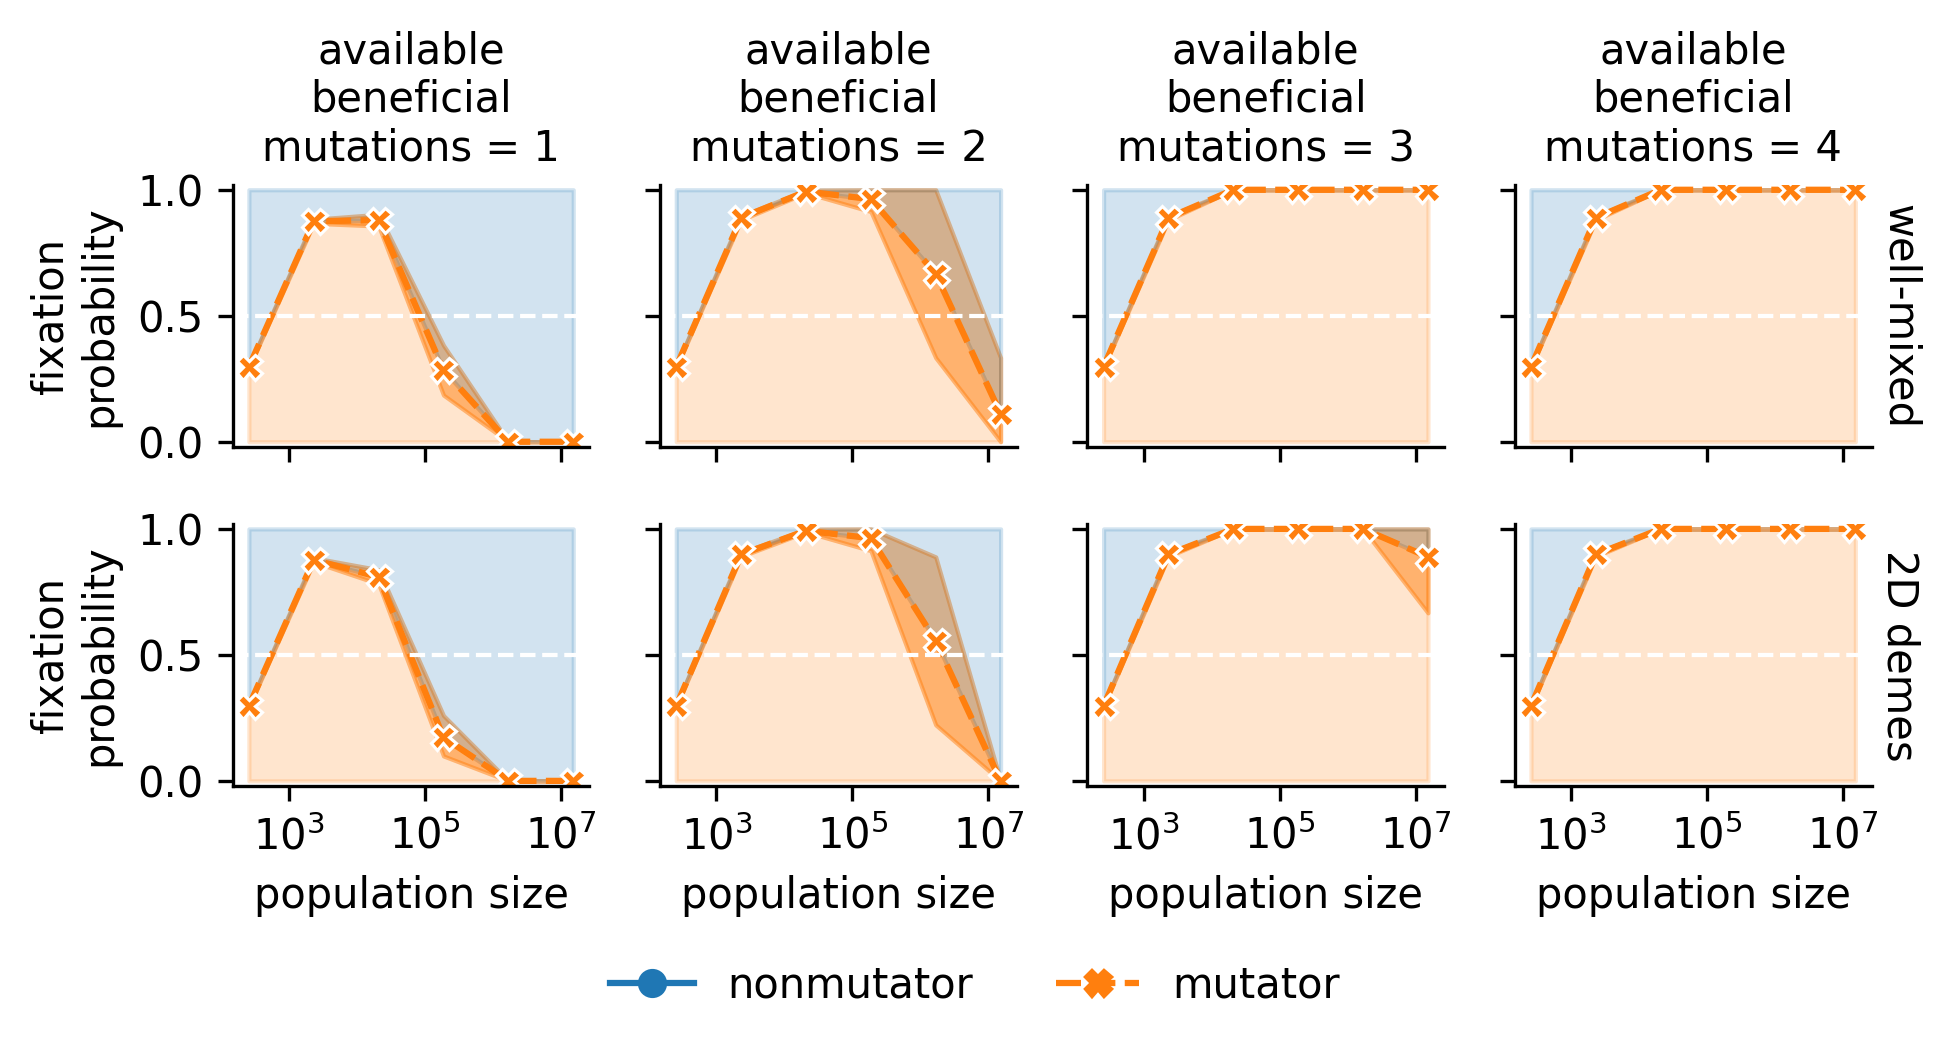 available
beneficial
mutations = 1
available
beneficial
mutations = 2
available
beneficial
mutations = 3
available
beneficial
mutations = 4
fixation
probability
1.0
0.5
0.0
well-mixed
fixation
probability
1.0
0.5
0.0
2D demes
10³ 10⁵ 10⁷
10³ 10⁵ 10⁷
10³ 10⁵ 10⁷
10³ 10⁵ 10⁷
population size
population size
population size
population size
nonmutator
mutator